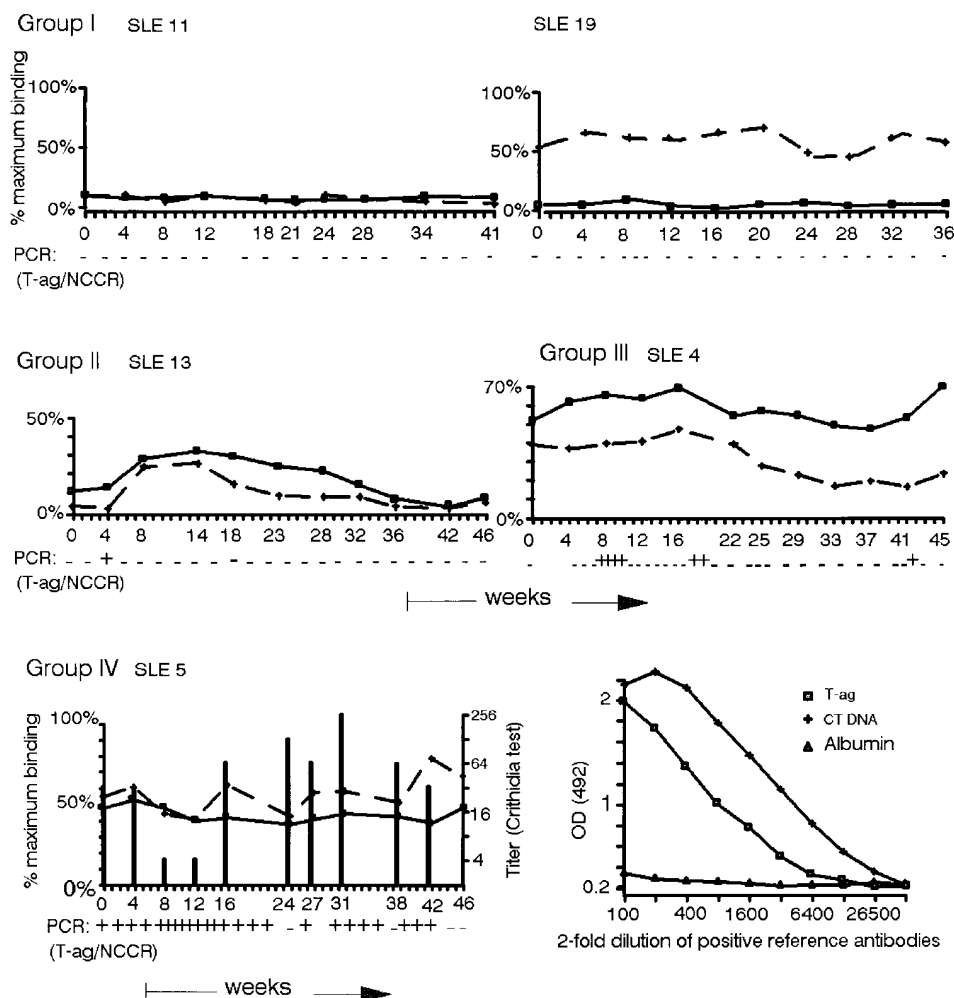 Group I SLE 11
SLE 19
% maximum binding
100%
50%
0%
100%
50%
0%
0 4 8 12 18 21 24 28 34 41
0 4 8 12 16 20 24 28 32 36
PCR: - - - - - - - - - - - - - - - - -
(T-ag/NCCR)
Group II SLE 13
Group III SLE 4
50%
0%
70%
0%
0 4 8 14 18 23 28 32 36 42 46
0 4 8 12 16 22 25 29 33 37 41 45
PCR: - - + - - - - -
++++ ++ +
(T-ag/NCCR)
weeks
Group IV SLE 5
% maximum binding
100%
50%
0%
256
64
16
4
Titer (Crithidia test)
0 4 8 12 16 24 27 31 38 42 46
PCR:
(T-ag/NCCR)
weeks
OD (492)
2
1
0.2
T-ag
CT DNA
Albumin
100 400 1600 6400 26500
2-fold dilution of positive reference antibodies